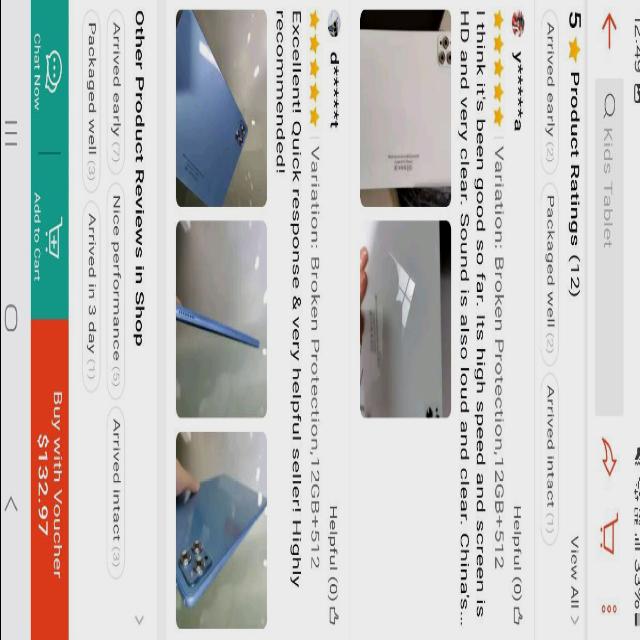 2:49
33%
Kids Tablet
5 ★ Product Ratings (12)
View All >
Arrived early (2)
Packaged well (2)
Arrived intact (1)
y*****a
Helpful (0)
★★★★★ | Variation: Broken Protection,12GB+512
I think it's been good so far. Its high speed and screen is
HD and very clear. Sound is also loud and clear. China's...
d*****t
Helpful (0)
★★★★★ | Variation: Broken Protection,12GB+512
Excellent! Quick response & very helpful seller! Highly
recommended!
Other Product Reviews in Shop
>
Arrived early (7)
Nice performance (5)
Arrived intact (3)
Packaged well (3)
Arrived in 3 day (1)
Chat Now
Add to Cart
Buy with Voucher
$132.97